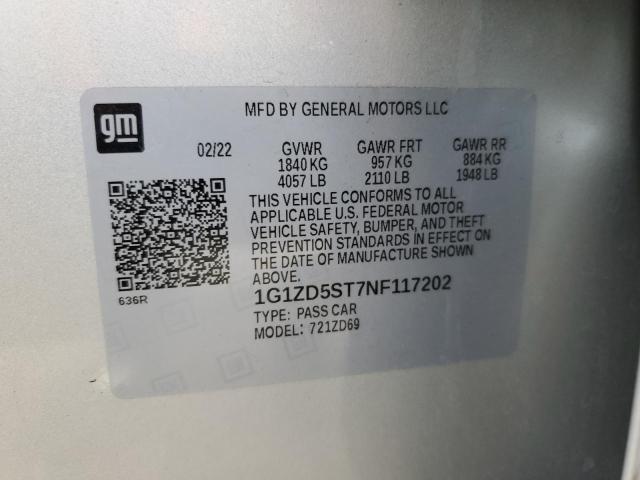 gm
MFD BY GENERAL MOTORS LLC
02/22 GVWR GAWR FRT GAWR RR
1840 KG 957 KG 884 KG
4057 LB 2110 LB 1948 LB
THIS VEHICLE CONFORMS TO ALL
APPLICABLE U.S. FEDERAL MOTOR
VEHICLE SAFETY, BUMPER, AND THEFT
PREVENTION STANDARDS IN EFFECT ON
THE DATE OF MANUFACTURE SHOWN
ABOVE.
636R
1G1ZD5ST7NF117202
TYPE: PASS CAR
MODEL: 721ZD69